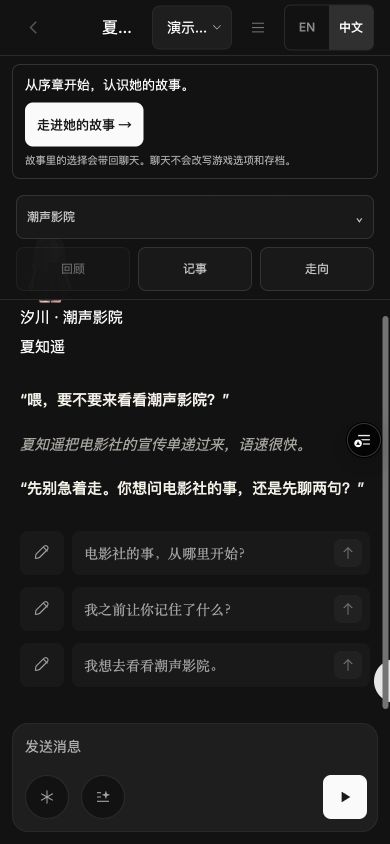 夏...
演示...
EN
中文
从序章开始，认识她的故事。
走进她的故事 →
故事里的选择会带回聊天。聊天不会改写游戏选项和存档。
潮声影院
回顾
记事
走向
汐川 · 潮声影院
夏知遥
“喂，要不要来看看潮声影院？”
夏知遥把电影社的宣传单递过来，语速很快。
“先别急着走。你想问电影社的事，还是先聊两句？”
电影社的事，从哪里开始？
我之前让你记住了什么？
我想去看看潮声影院。
发送消息